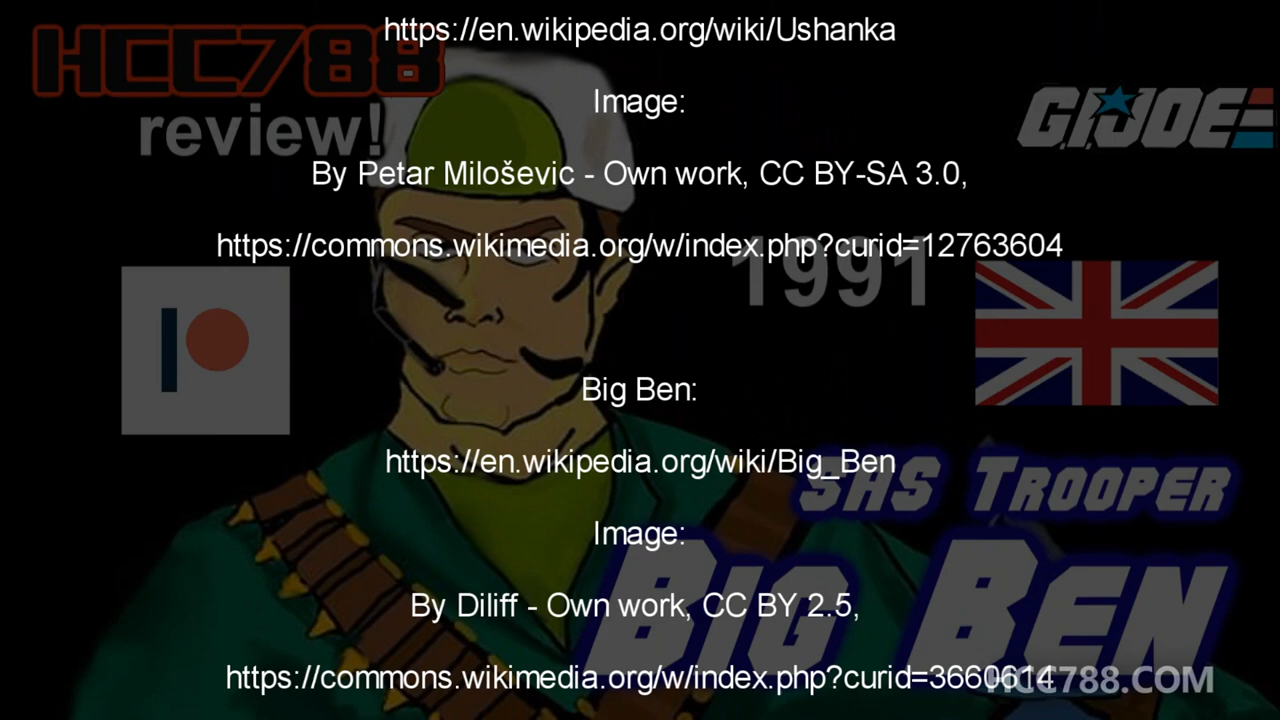 https://en.wikipedia.org/wiki/Ushanka
HCC788
review!
Image:
G.I. JOE
By Petar Milošević - Own work, CC BY-SA 3.0,
https://commons.wikimedia.org/w/index.php?curid=12763604
1991
Big Ben:
https://en.wikipedia.org/wiki/Big_Ben
SAS TROOPER
Image:
BIG BEN
By Diliff - Own work, CC BY 2.5,
https://commons.wikimedia.org/w/index.php?curid=3660614
HCC788.COM